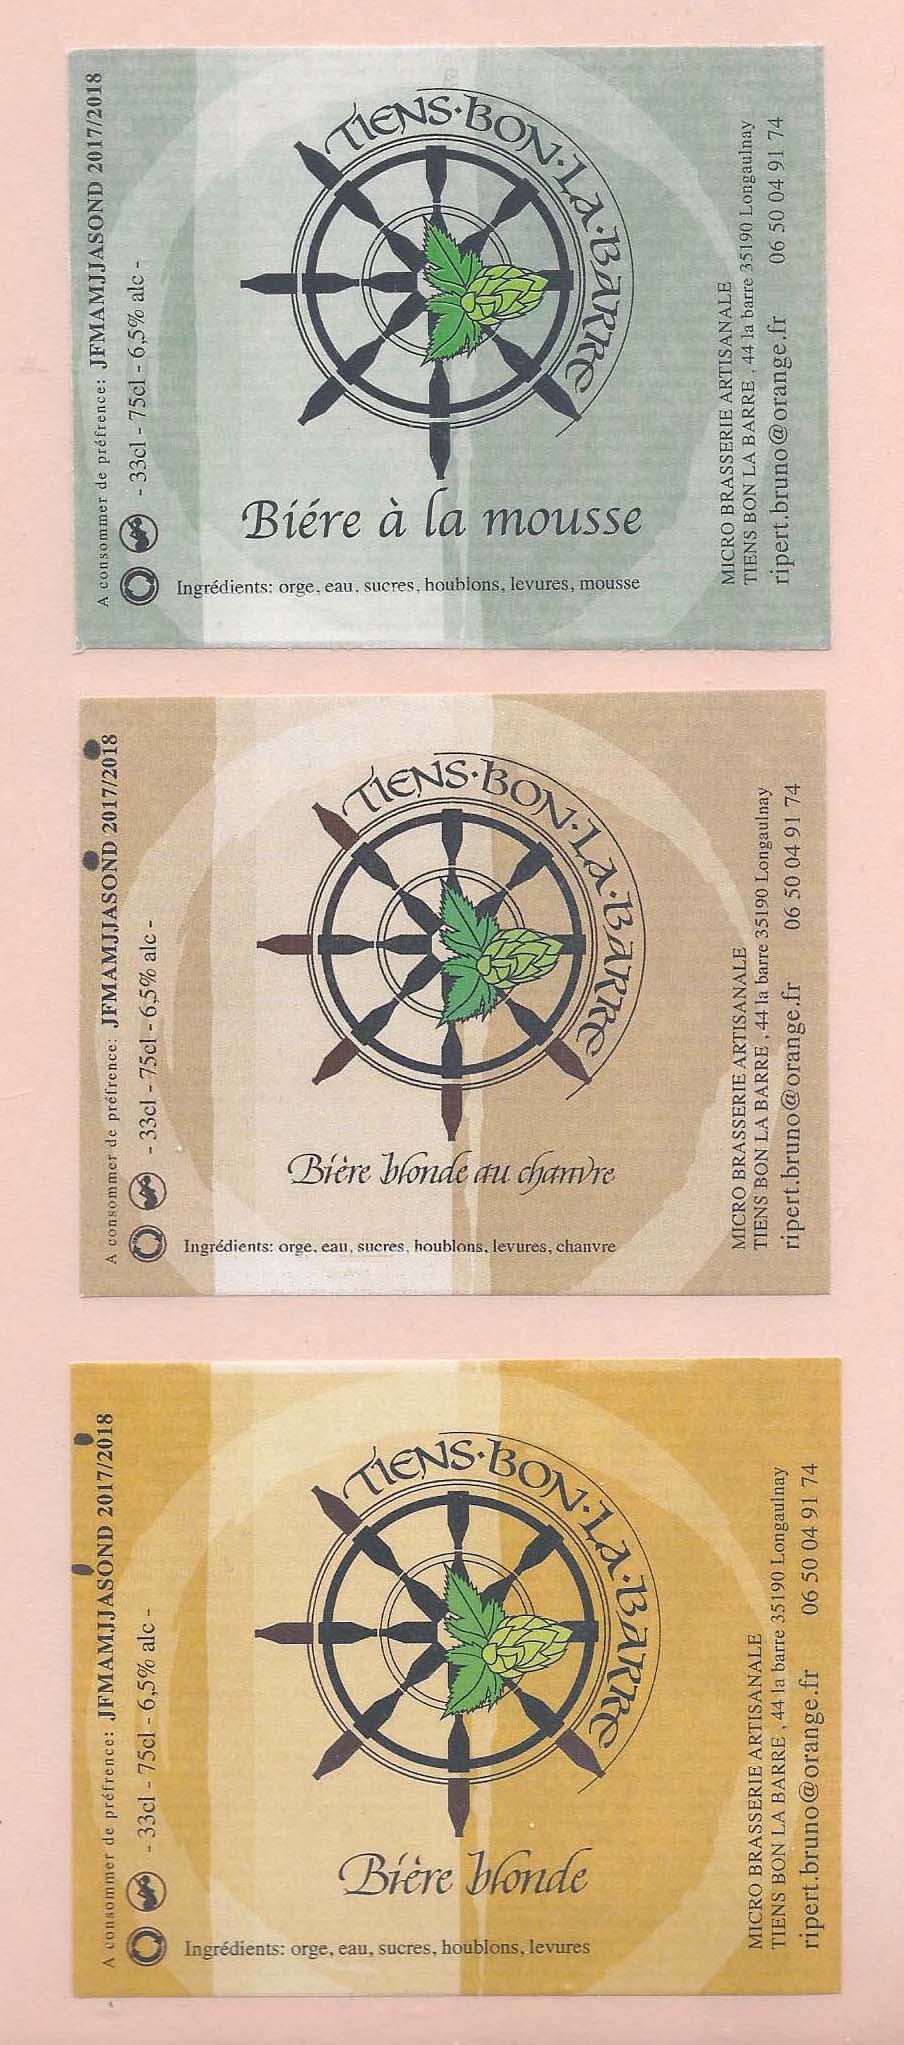 A consommer de préfrence: JFMAMJJASOND 2017/2018
- 33cl - 75cl - 6,5% alc -
TIENS·BON·LA·BARRE
Biére à la mousse
Ingrédients: orge, eau, sucres, houblons, levures, mousse
MICRO BRASSERIE ARTISANALE
TIENS BON LA BARRE , 44 la barre 35190 Longaulnay
ripert.bruno@orange.fr 06 50 04 91 74
A consommer de préfrence: JFMAMJJASOND 2017/2018
- 33cl - 75cl - 6,5% alc -
TIENS·BON·LA·BARRE
Bière blonde au chanvre
Ingrédients: orge, eau, sucres, houblons, levures, chanvre
MICRO BRASSERIE ARTISANALE
TIENS BON LA BARRE , 44 la barre 35190 Longaulnay
ripert.bruno@orange.fr 06 50 04 91 74
A consommer de préfrence: JFMAMJJASOND 2017/2018
- 33cl - 75cl - 6,5% alc -
TIENS·BON·LA·BARRE
Bière blonde
Ingrédients: orge, eau, sucres, houblons, levures
MICRO BRASSERIE ARTISANALE
TIENS BON LA BARRE , 44 la barre 35190 Longaulnay
ripert.bruno@orange.fr 06 50 04 91 74